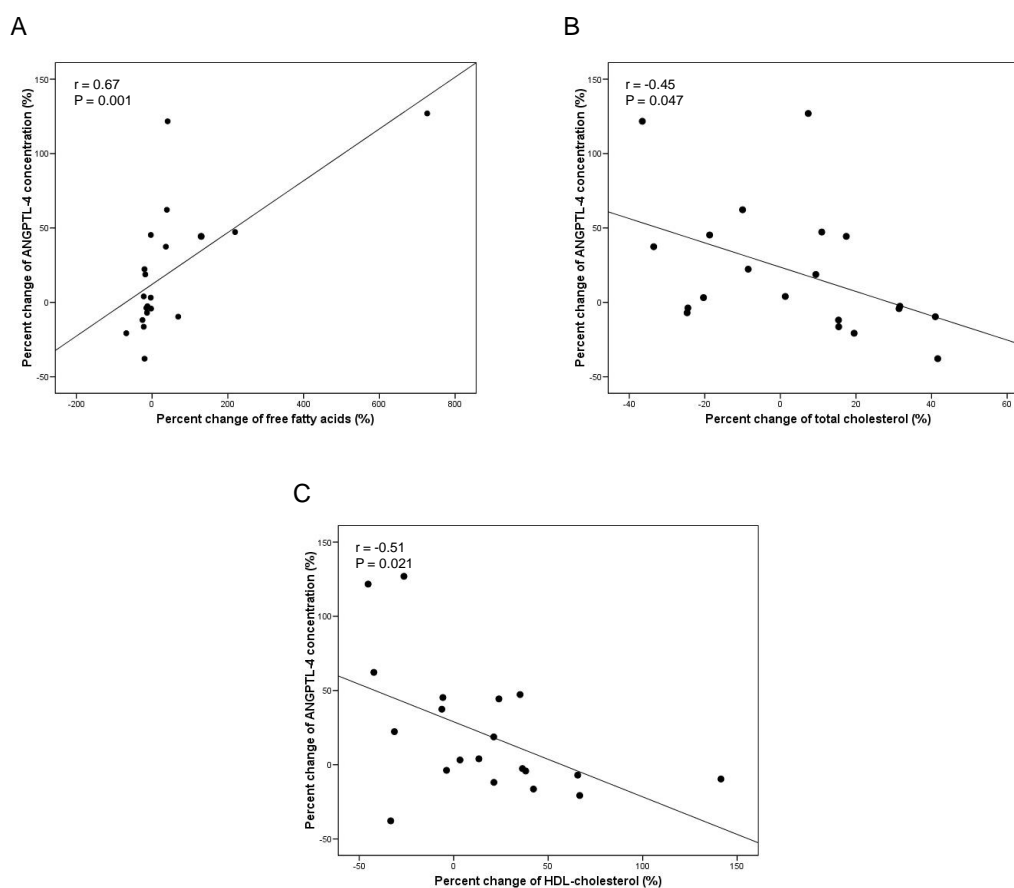 A
r = 0.67
P = 0.001
Percent change of ANGPTL-4 concentration (%)
150
100
50
0
-50
-200
0
200
400
600
800
Percent change of free fatty acids (%)
B
r = -0.45
P = 0.047
Percent change of ANGPTL-4 concentration (%)
150
100
50
0
-50
-40
-20
0
20
40
60
Percent change of total cholesterol (%)
C
r = -0.51
P = 0.021
Percent change of ANGPTL-4 concentration (%)
150
100
50
0
-50
-50
0
50
100
150
Percent change of HDL-cholesterol (%)